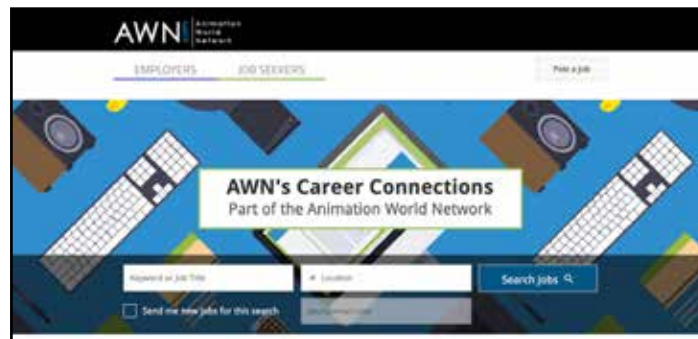 AWN Animation
World
Network
EMPLOYERS JOB SEEKERS
Post a Job
AWN's Career Connections
Part of the Animation World Network
Keyword or Job Title
Location
Search Jobs
Send me new jobs for this search